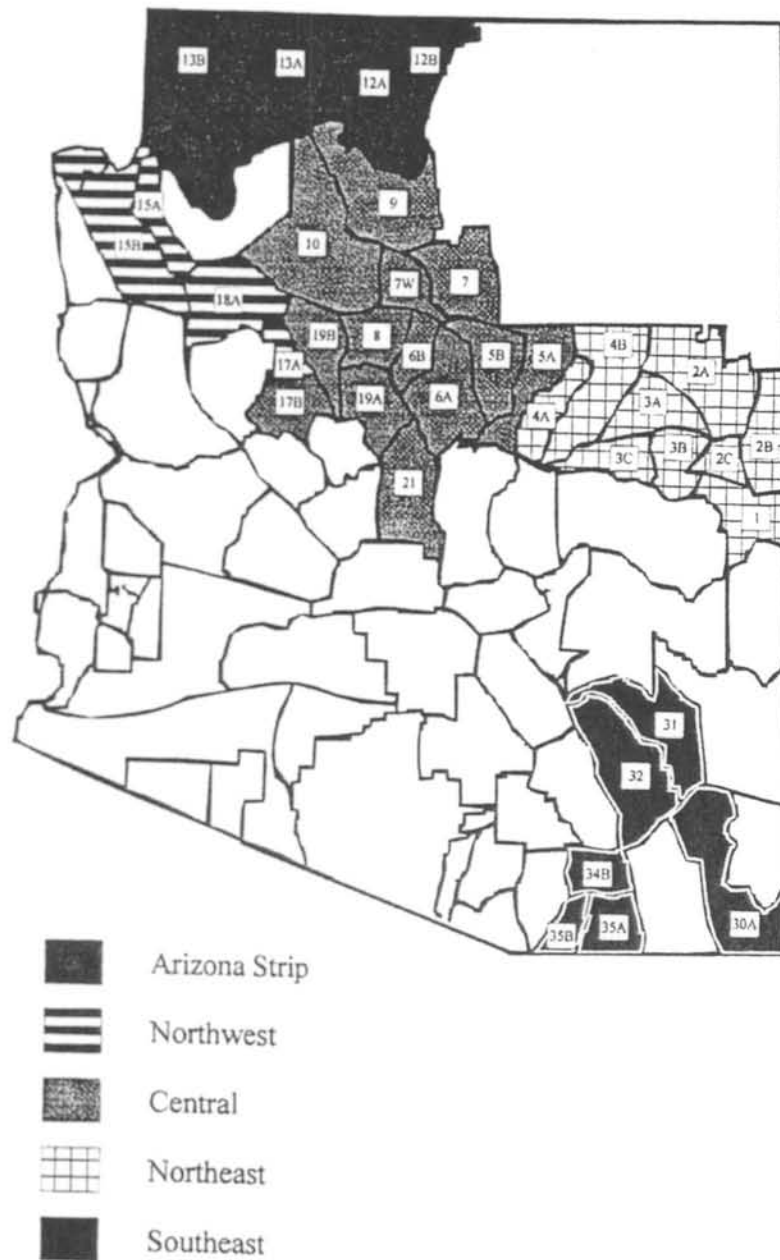 13B
13A
12A
12B
15A
9
15B
10
7W
7
18A
19B
8
6B
5B
5A
4B
2A
17A
17B
19A
6A
4A
3A
3C
3B
2C
2B
21
1
31
32
34B
35B
35A
30A
Arizona Strip
Northwest
Central
Northeast
Southeast